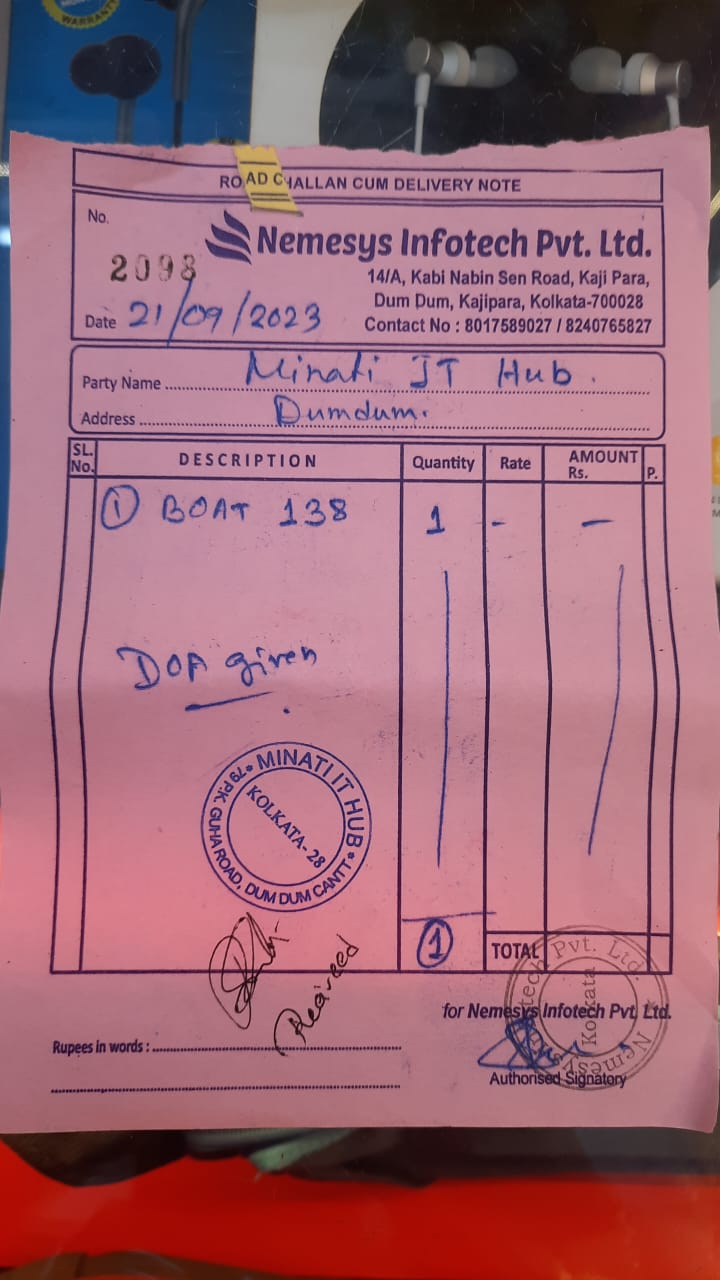 WARRANTY
ROAD CHALLAN CUM DELIVERY NOTE
No.
2098
Nemesys Infotech Pvt. Ltd.
14/A, Kabi Nabin Sen Road, Kaji Para,
Dum Dum, Kajipara, Kolkata-700028
Contact No : 8017589027 / 8240765827
Date 21/09/2023
Party Name Minati IT Hub.
Address Dumdum.
SL. No. DESCRIPTION Quantity Rate AMOUNT Rs. P.
① BOAT 138 1 - -
DOA given
MINATI IT HUB
79 P.K. GUHA ROAD, DUM DUM CANTT
KOLKATA-28
① TOTAL
Nemesys Infotech Pvt. Ltd.
Kolkata
for Nemesys Infotech Pvt. Ltd.
Rupees in words :
Authorised Signatory